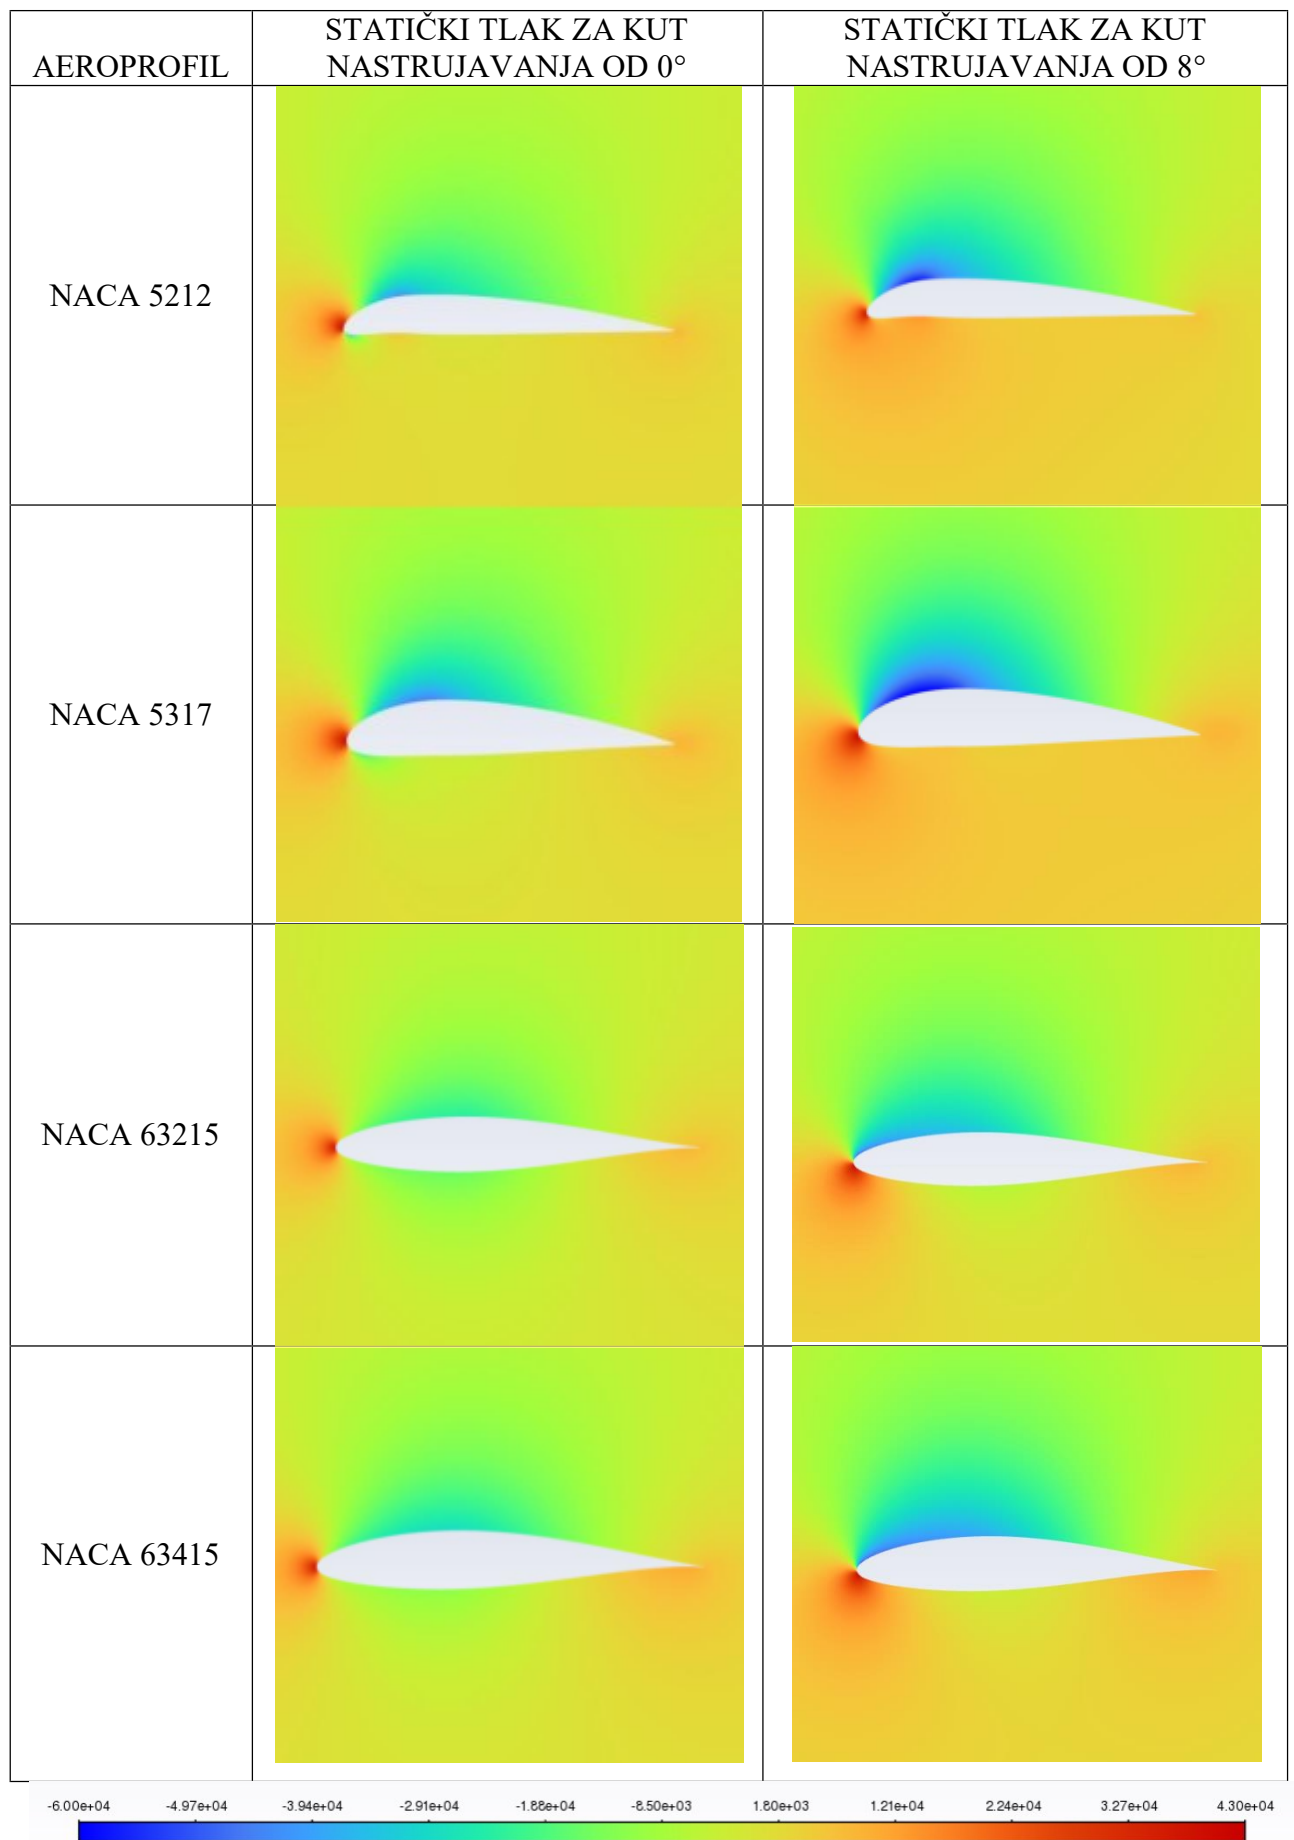 AEROPROFIL
STATIČKI TLAK ZA KUT
NASTRUJAVANJA OD 0°
STATIČKI TLAK ZA KUT
NASTRUJAVANJA OD 8°
NACA 5212
NACA 5317
NACA 63215
NACA 63415
-6.00e+04 -4.97e+04 -3.94e+04 -2.91e+04 -1.88e+04 -8.50e+03 1.80e+03 1.21e+04 2.24e+04 3.27e+04 4.30e+04